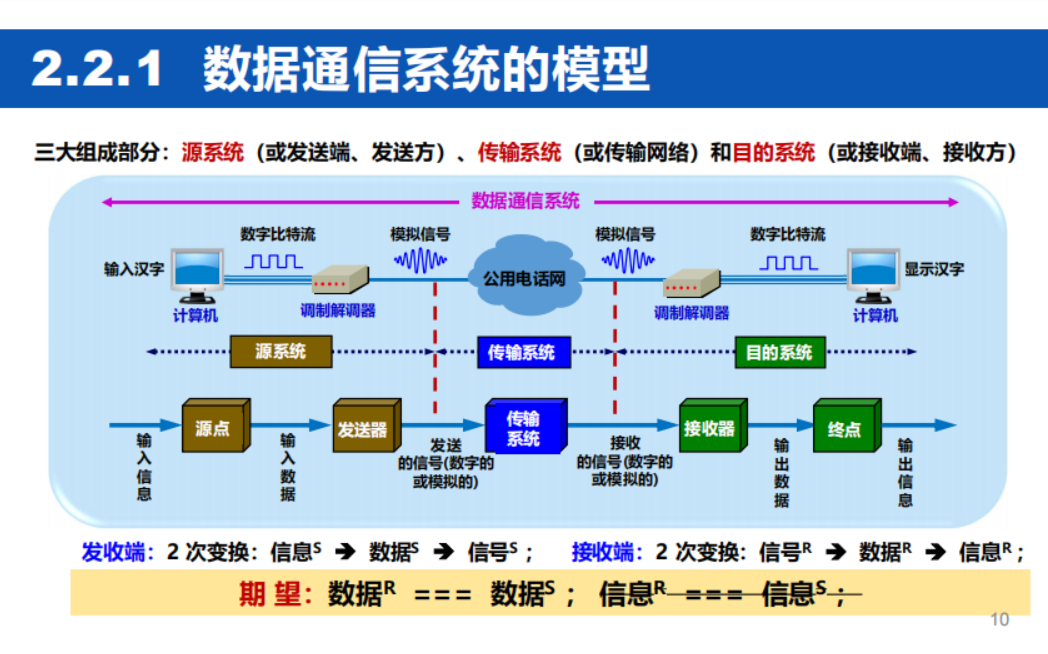 2.2.1 数据通信系统的模型
三大组成部分：源系统（或发送端、发送方）、传输系统（或传输网络）和目的系统（或接收端、接收方）
数据通信系统
数字比特流
模拟信号
模拟信号
数字比特流
输入汉字
公用电话网
显示汉字
计算机
调制解调器
调制解调器
计算机
源系统
传输系统
目的系统
源点
发送器
传输
系统
接收器
终点
输入信息
输入数据
发送
的信号(数字的
或模拟的)
接收
的信号(数字的
或模拟的)
输出数据
输出信息
发收端：2 次变换：信息S → 数据S → 信号S； 接收端：2 次变换：信号R → 数据R → 信息R；
期 望：数据R === 数据S； 信息R === 信息S；
10